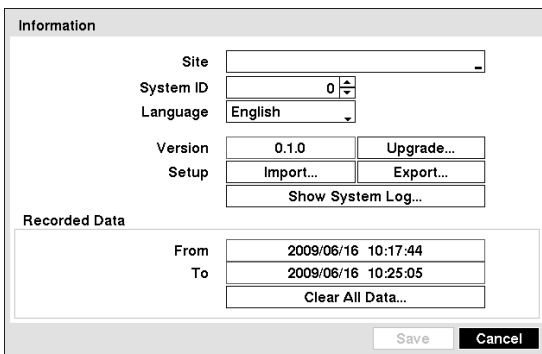 Information
Site
System ID 0
Language English
Version 0.1.0 Upgrade...
Setup Import... Export...
Show System Log...
Recorded Data
From 2009/06/16 10:17:44
To 2009/06/16 10:25:05
Clear All Data...
Save Cancel